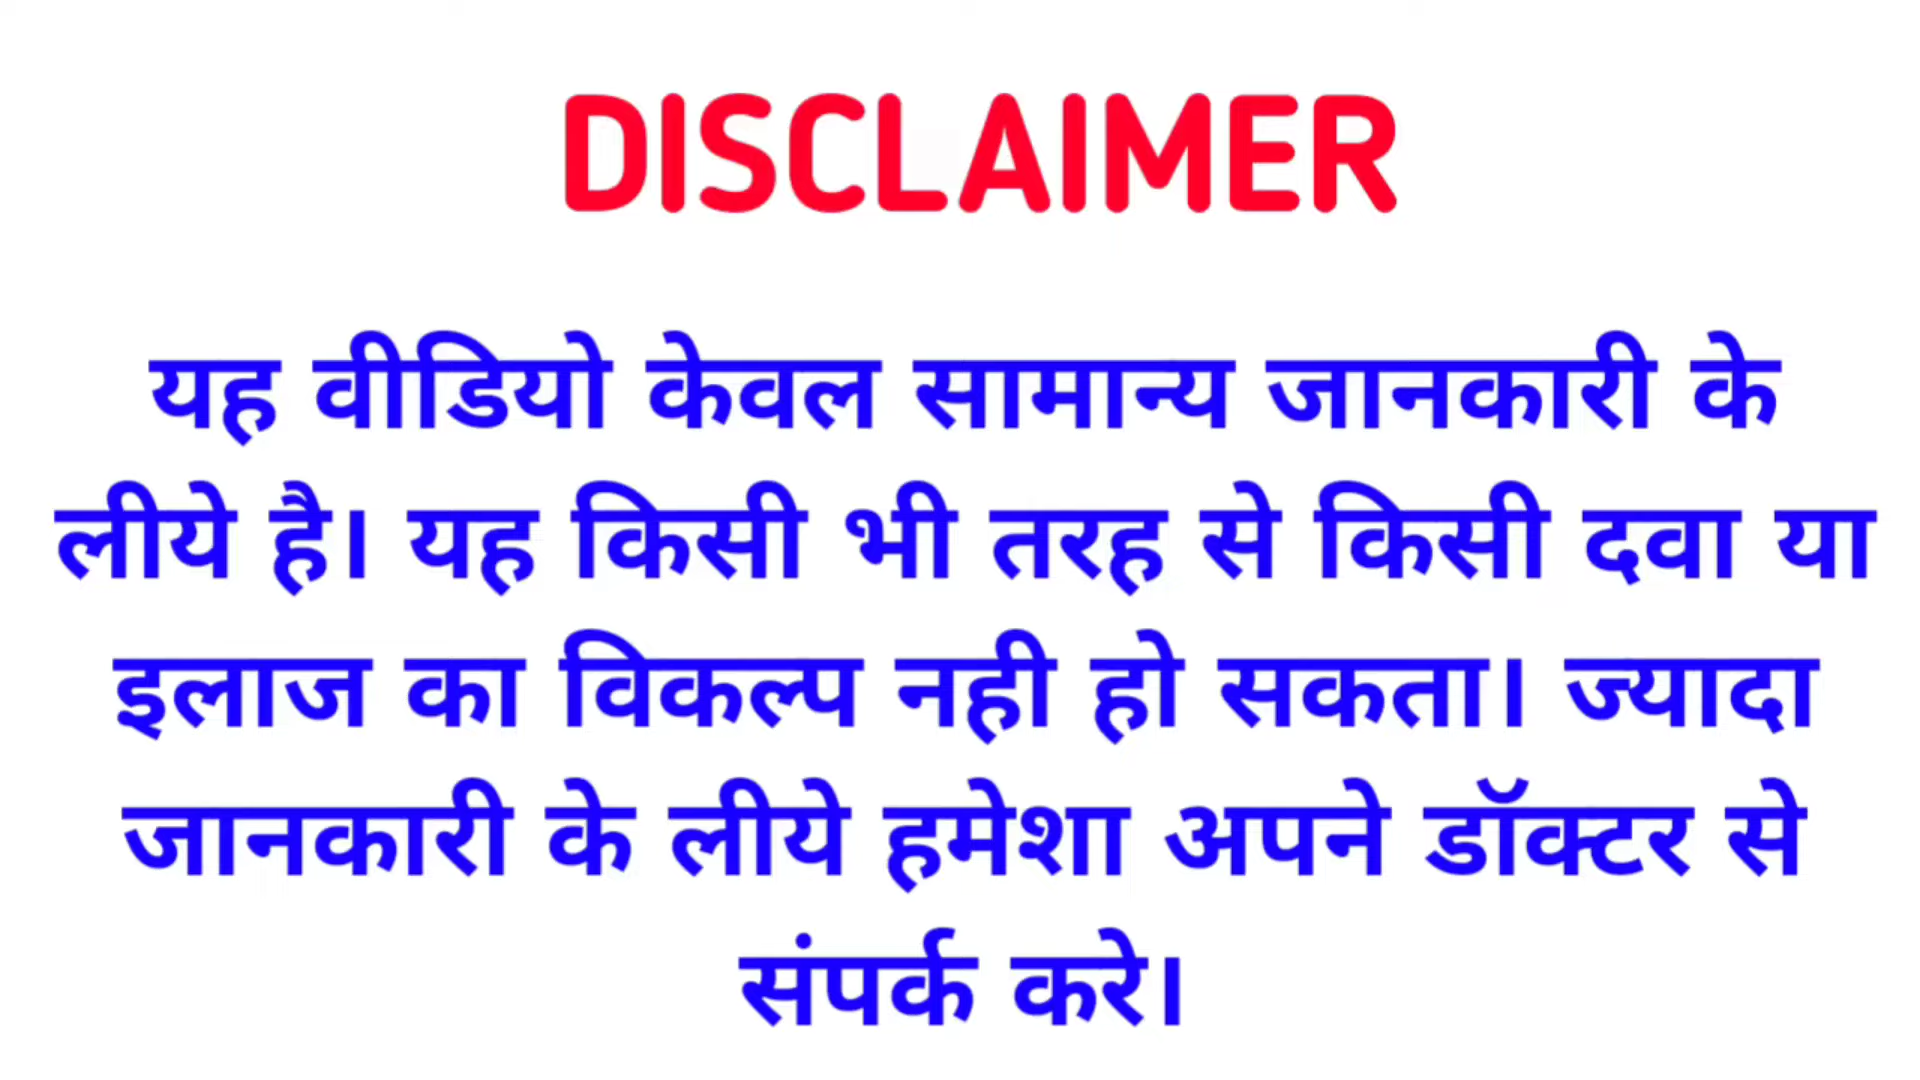 DISCLAIMER
यह वीडियो केवल सामान्य जानकारी के
लीये है। यह किसी भी तरह से किसी दवा या
इलाज का विकल्प नही हो सकता। ज्यादा
जानकारी के लीये हमेशा अपने डॉक्टर से
संपर्क करे।